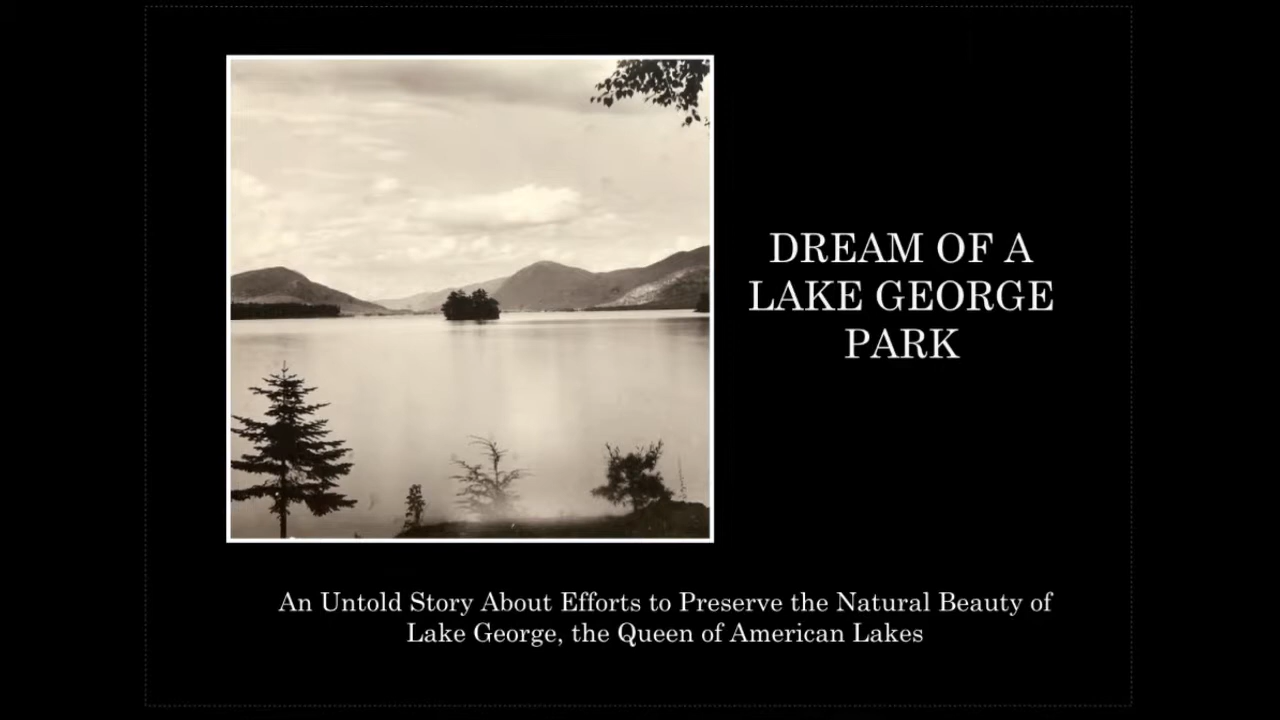 DREAM OF A
LAKE GEORGE
PARK
An Untold Story About Efforts to Preserve the Natural Beauty of
Lake George, the Queen of American Lakes